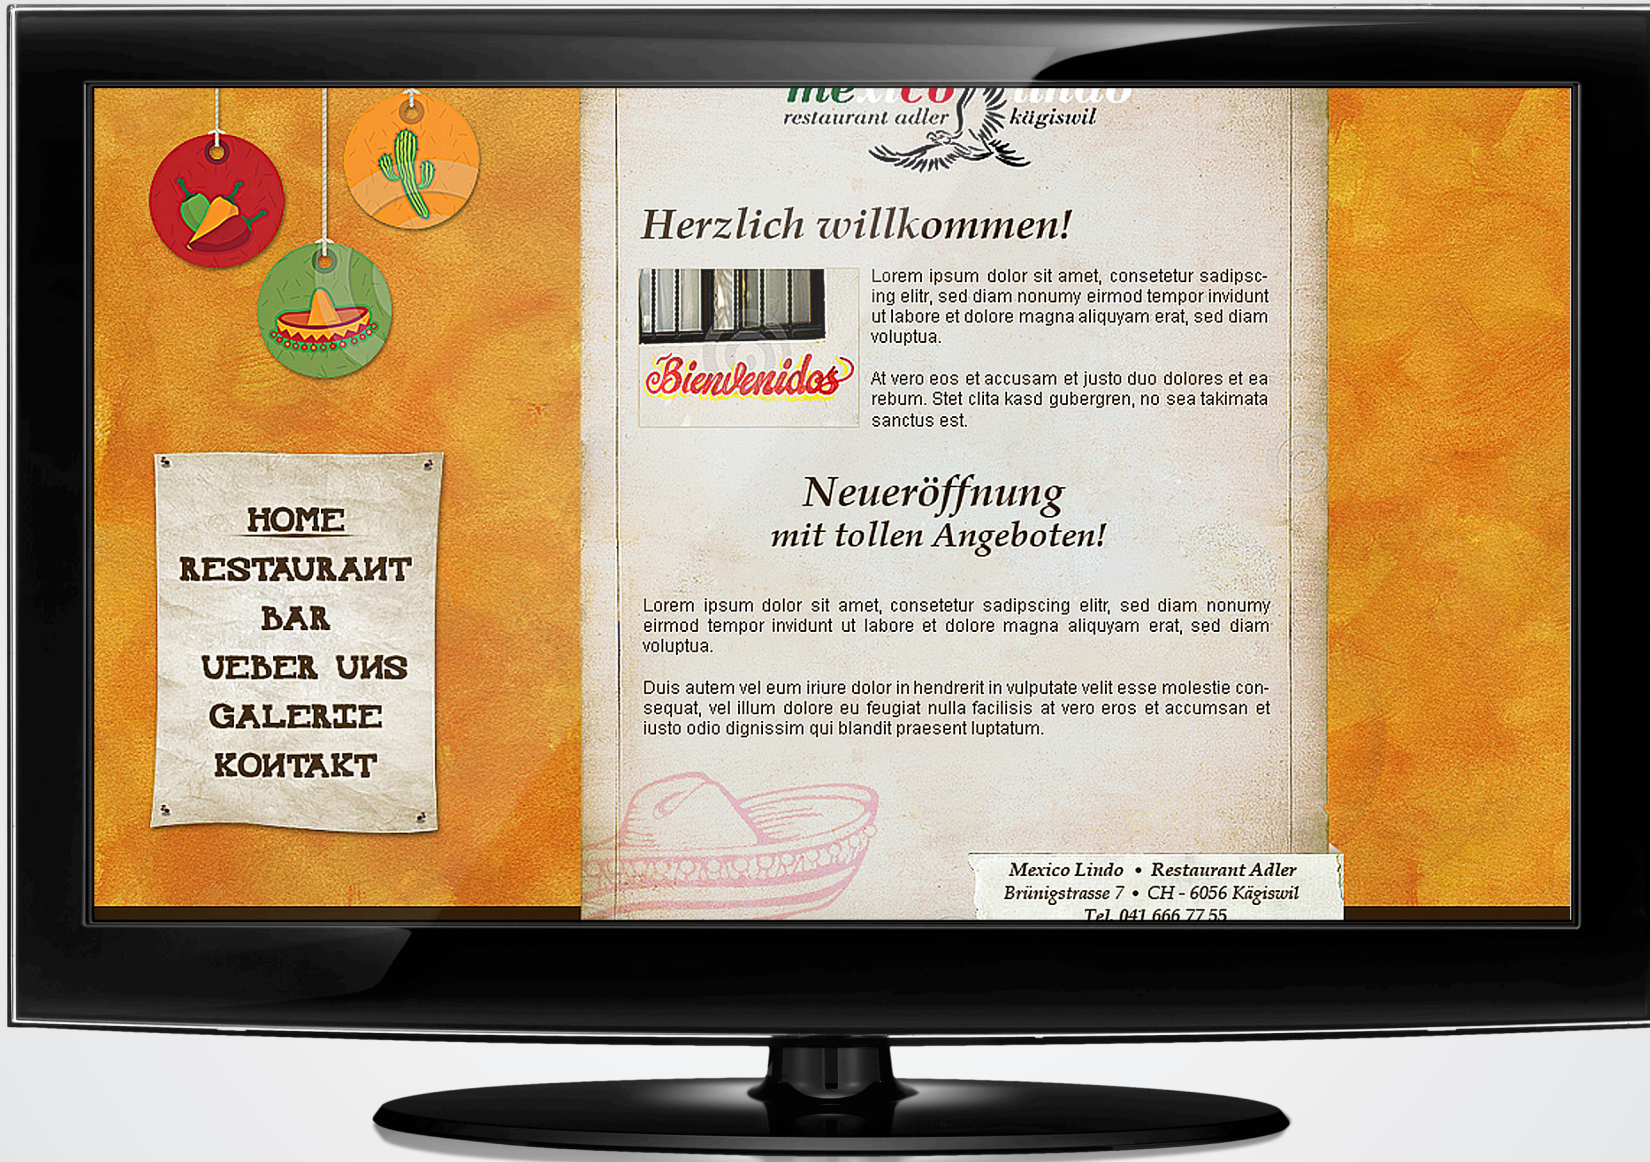 mexico lindo
restaurant adler kägiswil
Herzlich willkommen!
Bienvenidos
Lorem ipsum dolor sit amet, consetetur sadipsc-
ing elitr, sed diam nonumy eirmod tempor invidunt
ut labore et dolore magna aliquyam erat, sed diam
voluptua.
At vero eos et accusam et justo duo dolores et ea
rebum. Stet clita kasd gubergren, no sea takimata
sanctus est.
Neueröffnung
mit tollen Angeboten!
HOME
RESTAURANT
BAR
UEBER UNS
GALERIE
KONTAKT
Lorem ipsum dolor sit amet, consetetur sadipscing elitr, sed diam nonumy
eirmod tempor invidunt ut labore et dolore magna aliquyam erat, sed diam
voluptua.
Duis autem vel eum iriure dolor in hendrerit in vulputate velit esse molestie con-
sequat, vel illum dolore eu feugiat nulla facilisis at vero eros et accumsan et
iusto odio dignissim qui blandit praesent luptatum.
Mexico Lindo • Restaurant Adler
Brünigstrasse 7 • CH - 6056 Kägiswil
Tel. 041 666 77 55